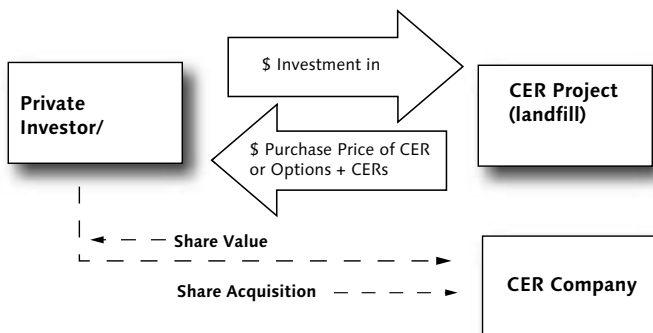 $ Investment in
Private
Investor/
CER Project
(landfill)
$ Purchase Price of CER
or Options + CERs
Share Value
Share Acquisition
CER Company